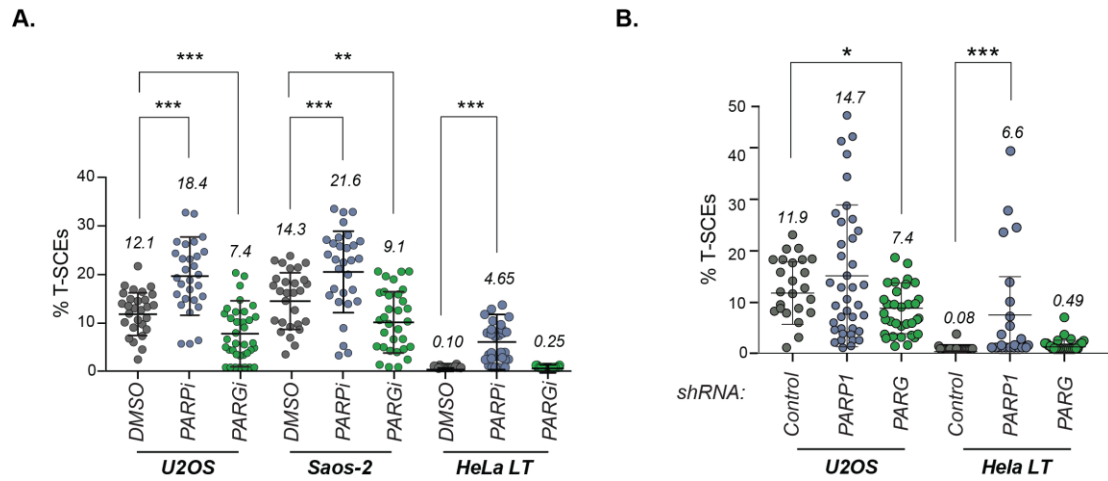 A.
B.
*** **
*** *** ***
% T-SCEs
40
30
20
10
0
12.1
18.4
7.4
14.3
21.6
9.1
0.10
4.65
0.25
DMSO
PARPi
PARGi
DMSO
PARPi
PARGi
DMSO
PARPi
PARGi
U2OS Saos-2 HeLa LT
* ***
% T-SCEs
50
40
30
20
10
0
11.9
14.7
7.4
0.08
6.6
0.49
shRNA:
Control
PARP1
PARG
Control
PARP1
PARG
U2OS Hela LT